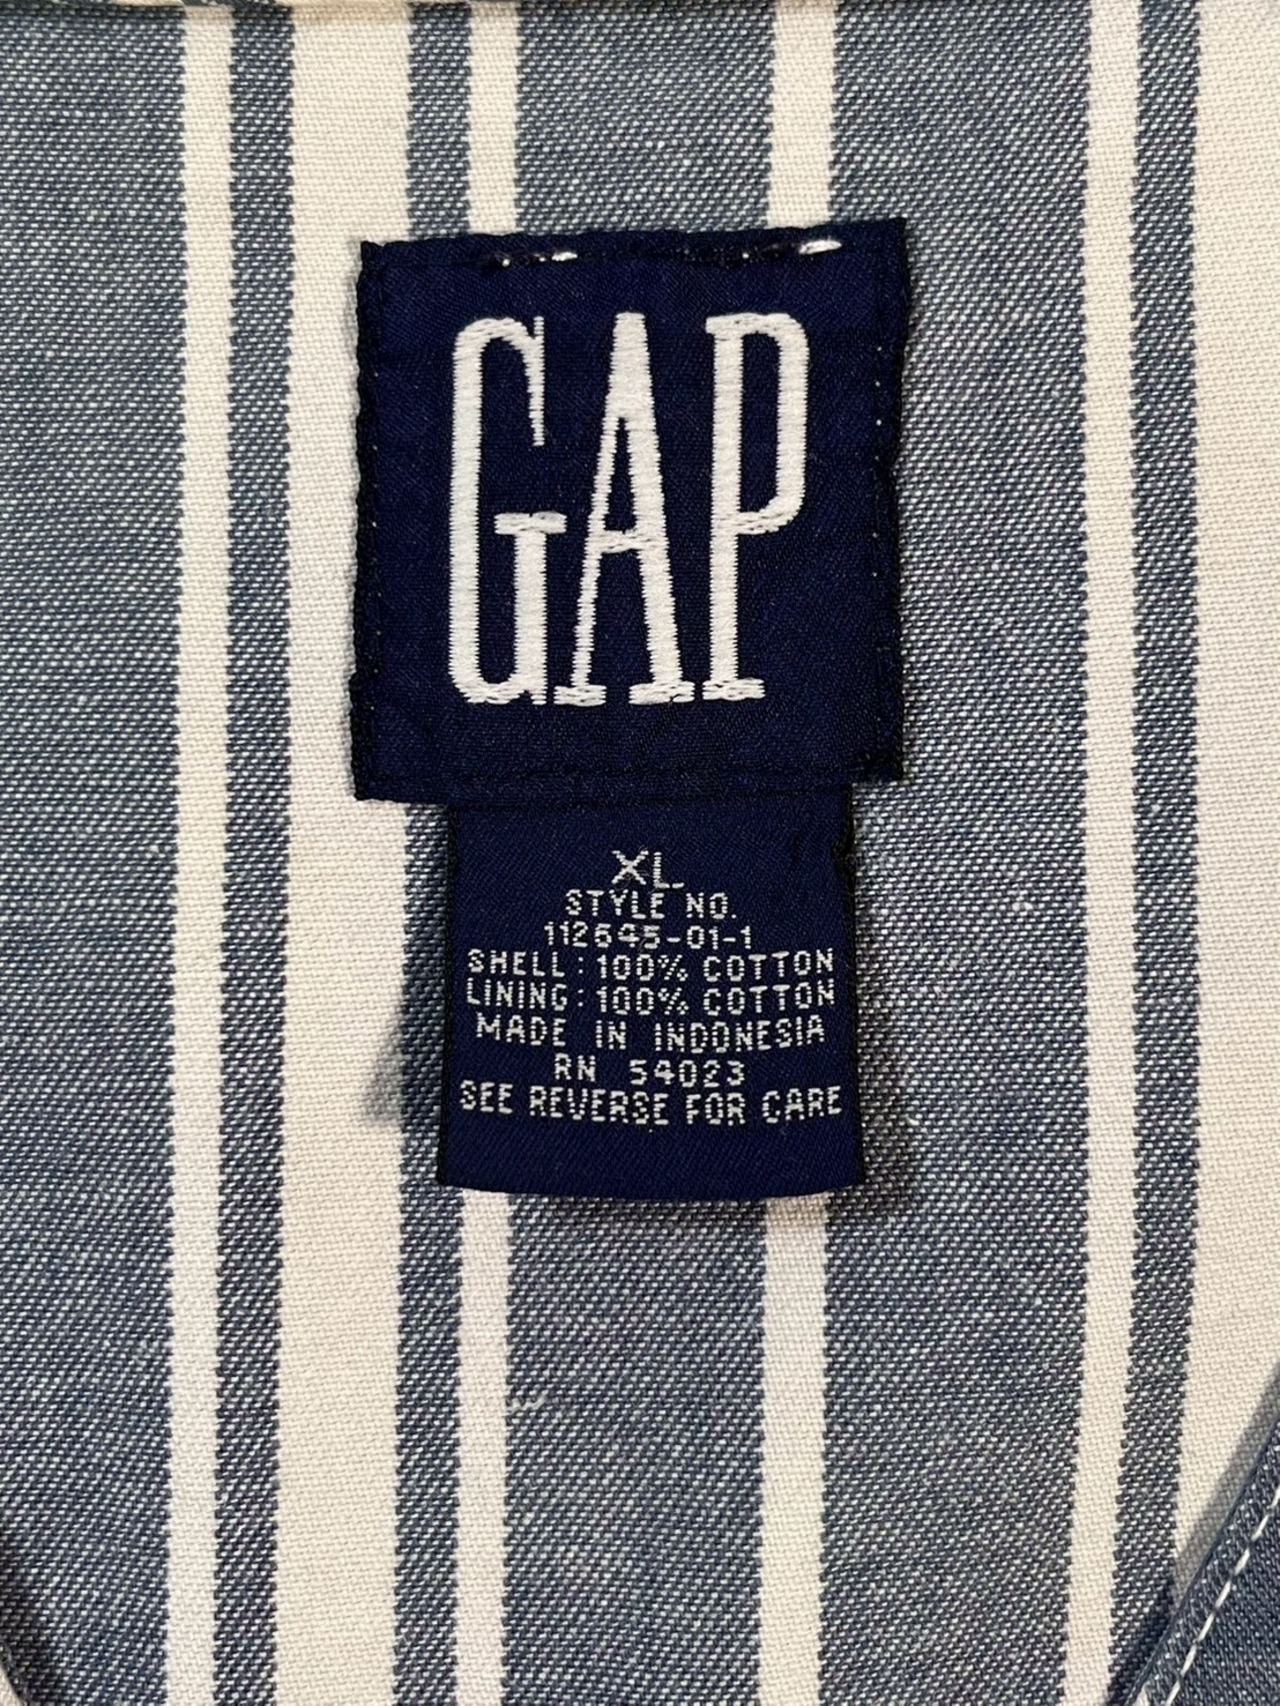 GAP
XL
STYLE NO.
112645-01-1
SHELL: 100% COTTON
LINING: 100% COTTON
MADE IN INDONESIA
RN 54023
SEE REVERSE FOR CARE